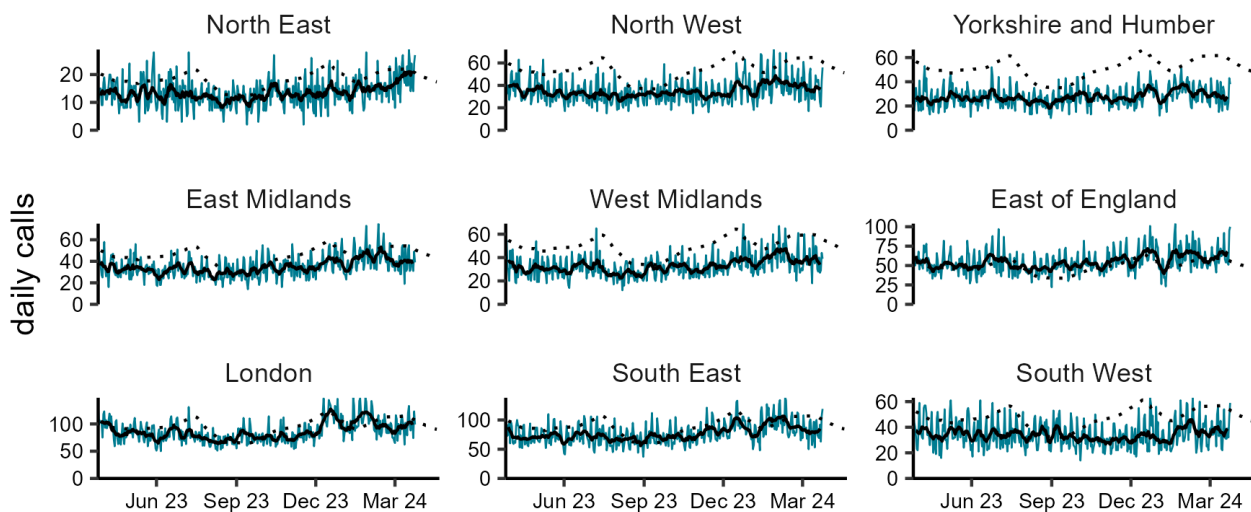 North East
North West
Yorkshire and Humber
20
10
0
60
40
20
0
60
40
20
0
daily calls
East Midlands
West Midlands
East of England
60
40
20
0
60
40
20
0
100
75
50
25
0
London
South East
South West
100
50
0
100
50
0
60
40
20
0
Jun 23 Sep 23 Dec 23 Mar 24
Jun 23 Sep 23 Dec 23 Mar 24
Jun 23 Sep 23 Dec 23 Mar 24